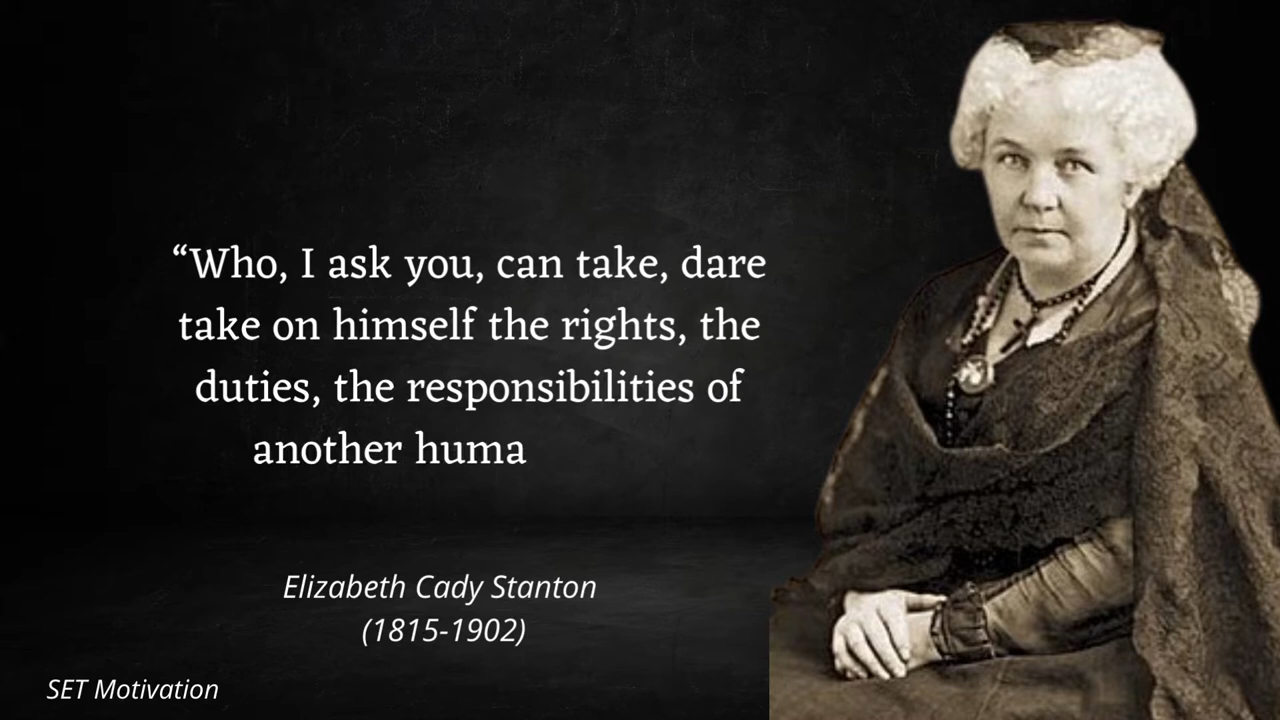 “Who, I ask you, can take, dare
take on himself the rights, the
duties, the responsibilities of
another huma
Elizabeth Cady Stanton
(1815-1902)
SET Motivation